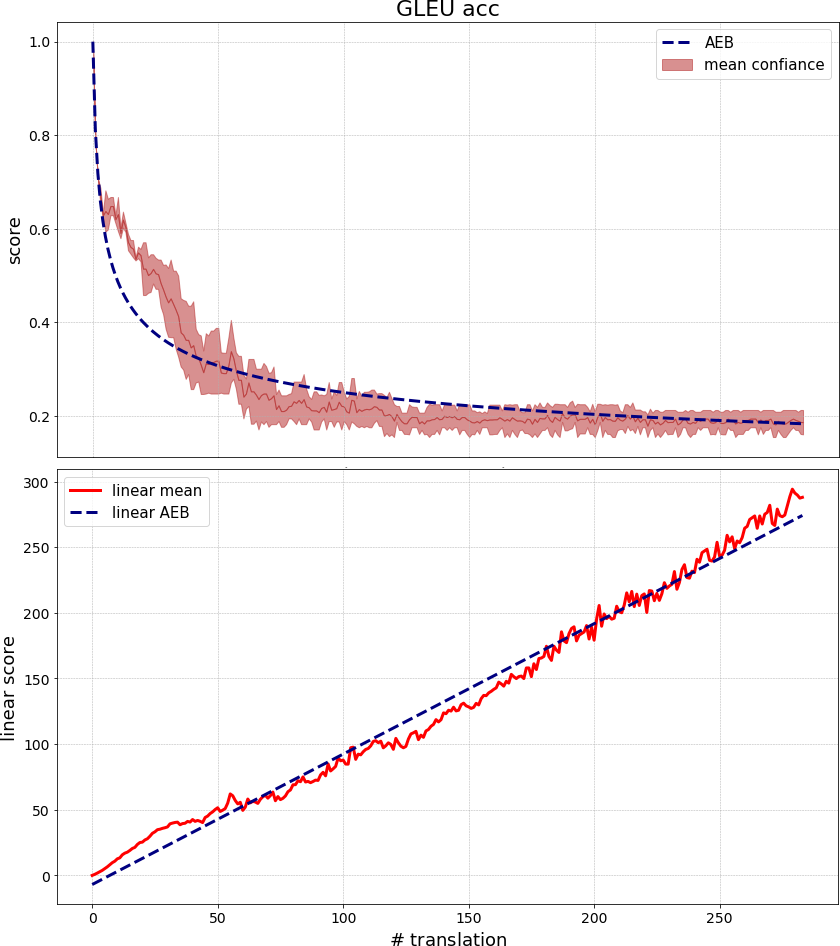 GLEU acc
1.0
0.8
0.6
0.4
0.2
score
AEB
mean confiance
300
250
200
150
100
50
0
linear score
linear mean
linear AEB
0 50 100 150 200 250
# translation